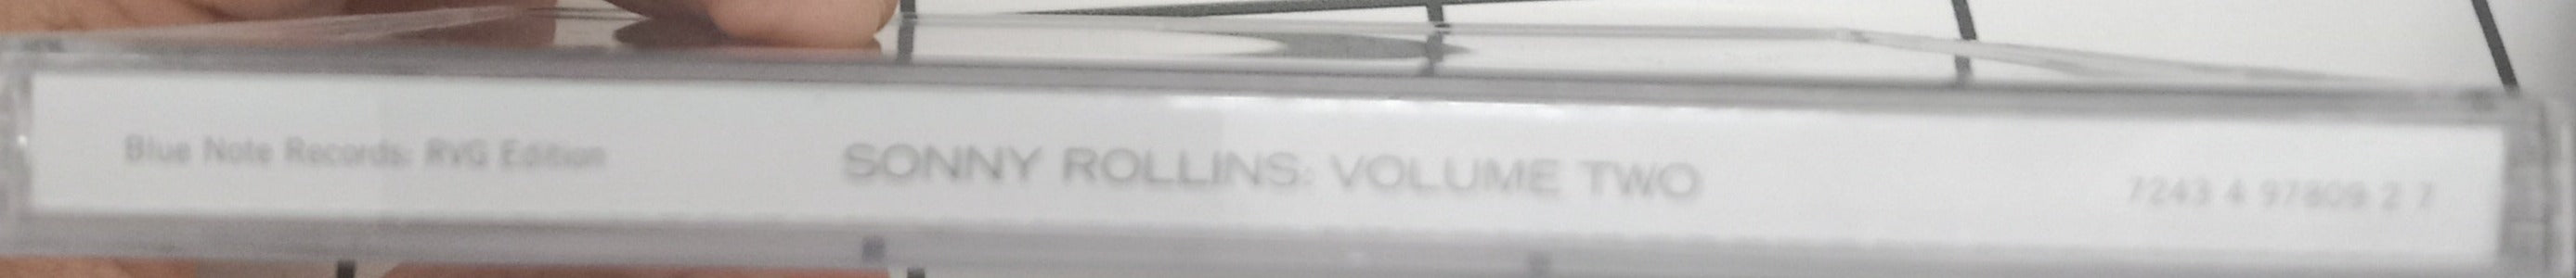 Blue Note Records: RVG Edition
SONNY ROLLINS: VOLUME TWO
7243 4 97809 2 7